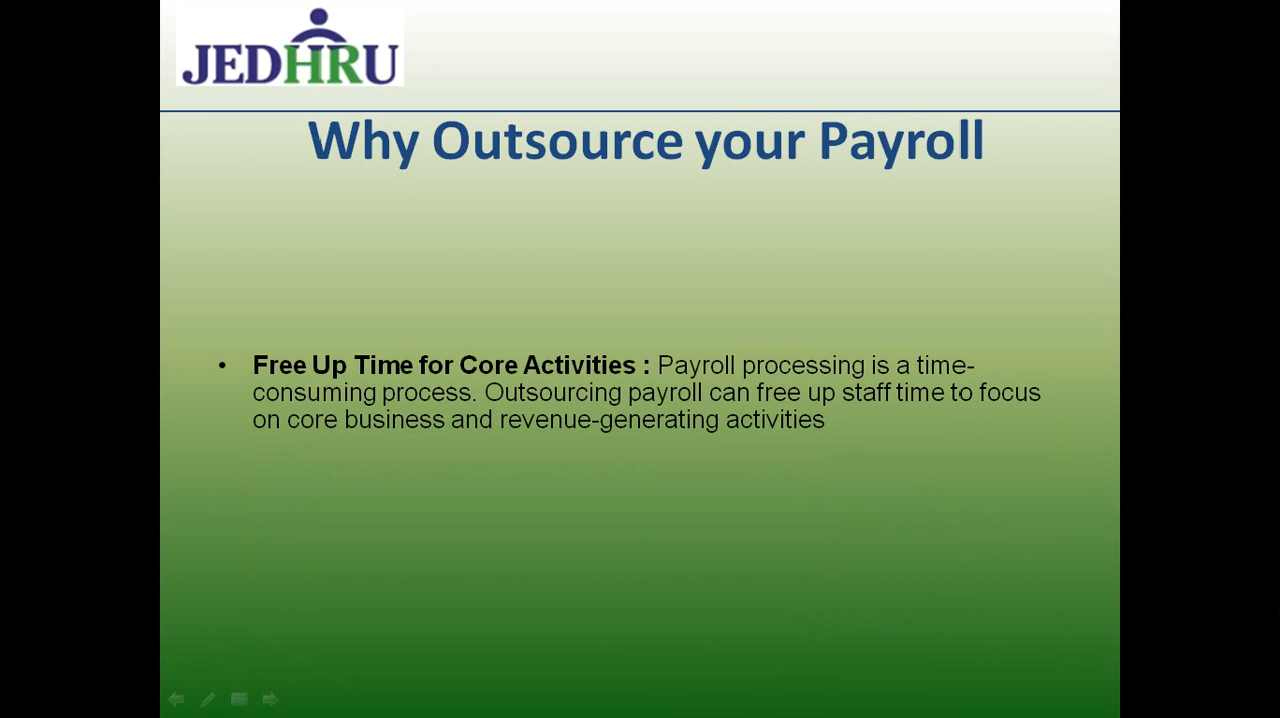 JEDHRU
Why Outsource your Payroll
• Free Up Time for Core Activities : Payroll processing is a time-
consuming process. Outsourcing payroll can free up staff time to focus
on core business and revenue-generating activities